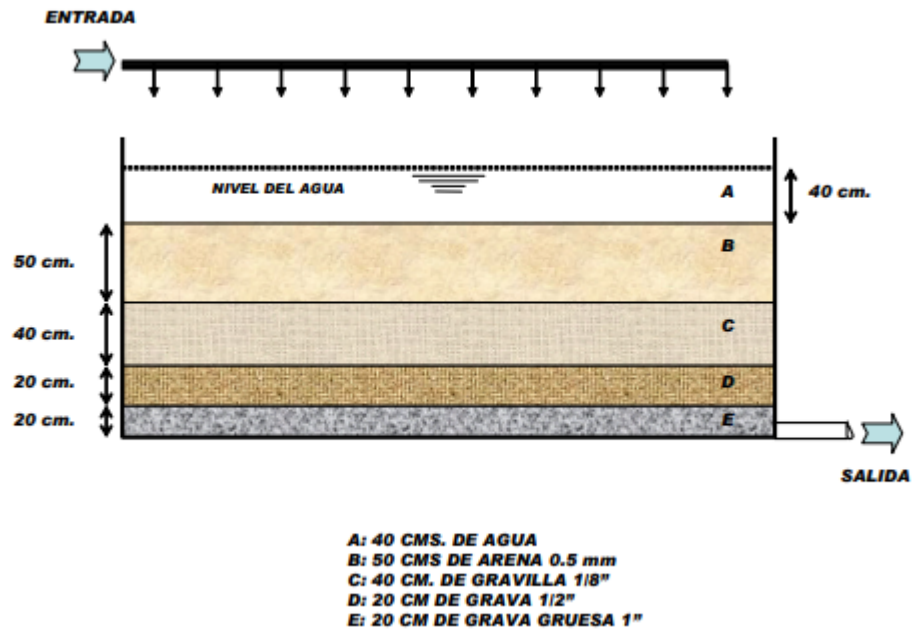 ENTRADA
NIVEL DEL AGUA
A
40 cm.
B
50 cm.
C
40 cm.
D
20 cm.
E
20 cm.
SALIDA
A: 40 CMS. DE AGUA
B: 50 CMS DE ARENA 0.5 mm
C: 40 CM. DE GRAVILLA 1/8”
D: 20 CM DE GRAVA 1/2”
E: 20 CM DE GRAVA GRUESA 1”